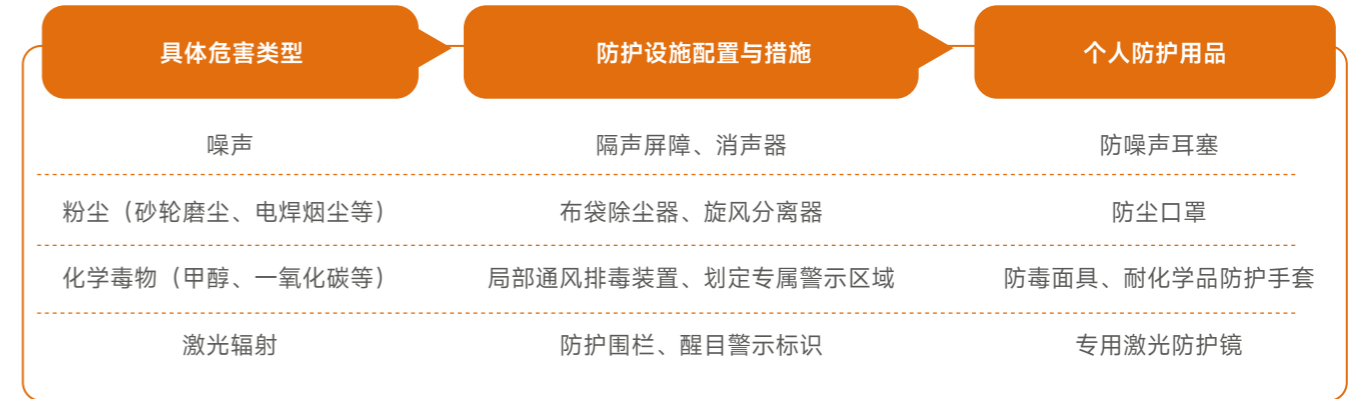 具体危害类型 防护设施配置与措施 个人防护用品
噪声 隔声屏障、消声器 防噪声耳塞
粉尘（砂轮磨尘、电焊烟尘等） 布袋除尘器、旋风分离器 防尘口罩
化学毒物（甲醇、一氧化碳等） 局部通风排毒装置、划定专属警示区域 防毒面具、耐化学品防护手套
激光辐射 防护围栏、醒目警示标识 专用激光防护镜